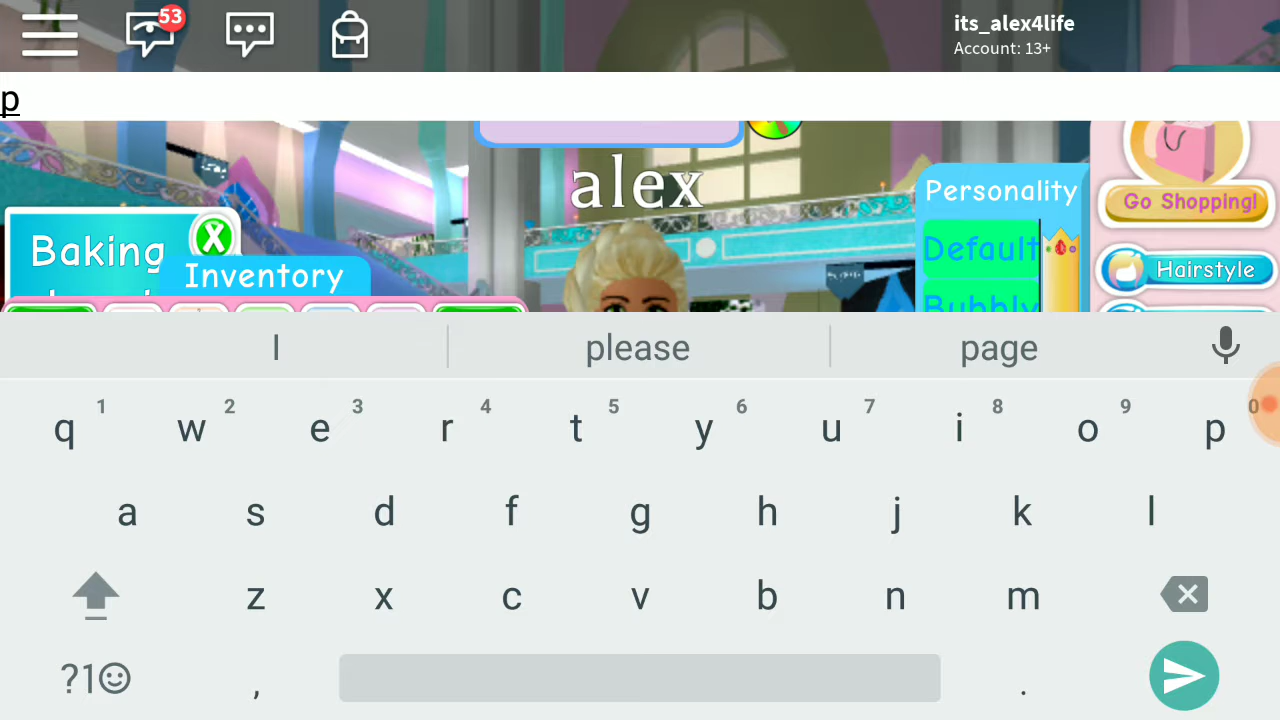 53
its_alex4life
Account: 13+
p
alex
Personality
Go Shopping!
Baking
Default
Inventory
Hairstyle
Bubbly
I please page
1 2 3 4 5 6 7 8 9 0
q w e r t y u i o p
a s d f g h j k l
z x c v b n m
?1 , .